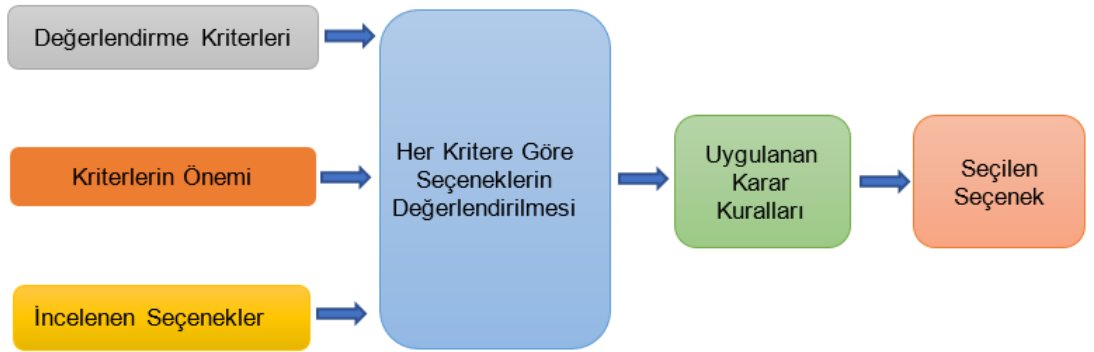 Değerlendirme Kriterleri
Kriterlerin Önemi
İncelenen Seçenekler
Her Kritere Göre
Seçeneklerin
Değerlendirilmesi
Uygulanan
Karar
Kuralları
Seçilen
Seçenek